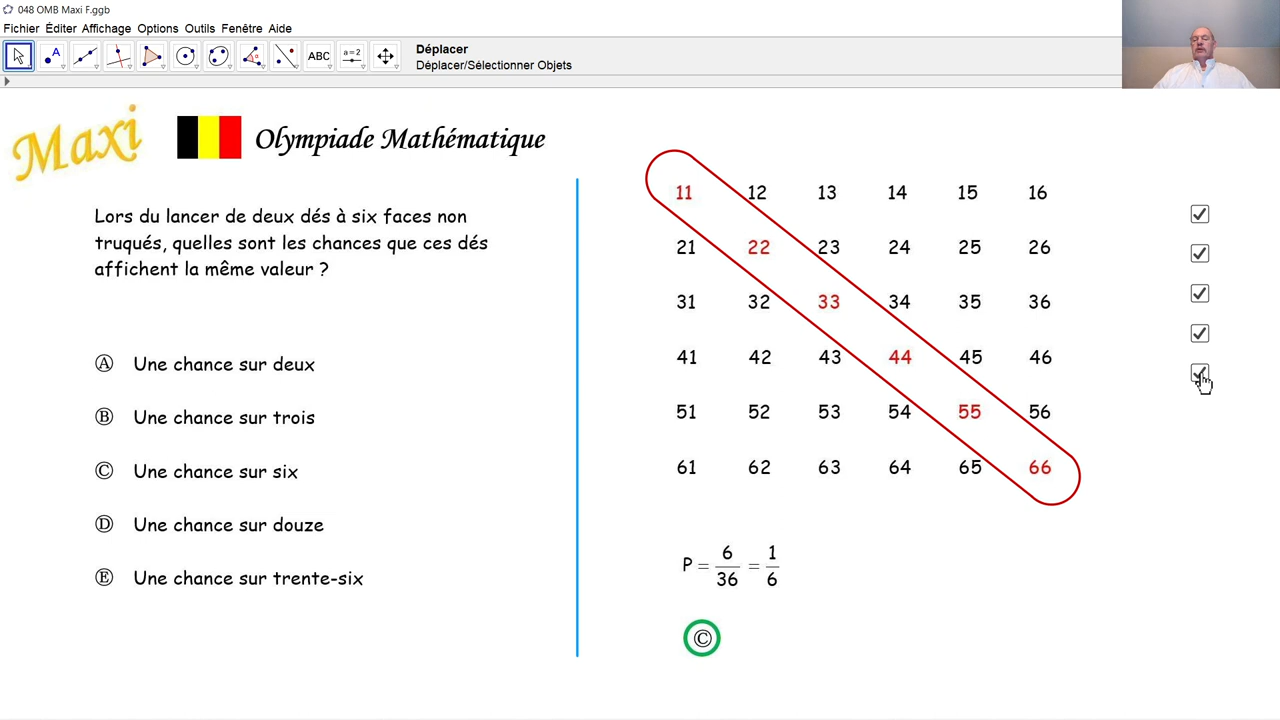 048 OMB Maxi F.ggb
Fichier Éditer Affichage Options Outils Fenêtre Aide
A ABC a=2 Déplacer
Déplacer/Sélectionner Objets
Maxi Olympiade Mathématique
Lors du lancer de deux dés à six faces non
truqués, quelles sont les chances que ces dés
affichent la même valeur ?
Ⓐ Une chance sur deux
Ⓑ Une chance sur trois
Ⓒ Une chance sur six
Ⓓ Une chance sur douze
Ⓔ Une chance sur trente-six
11 12 13 14 15 16
21 22 23 24 25 26
31 32 33 34 35 36
41 42 43 44 45 46
51 52 53 54 55 56
61 62 63 64 65 66
P = 6/36 = 1/6
Ⓒ